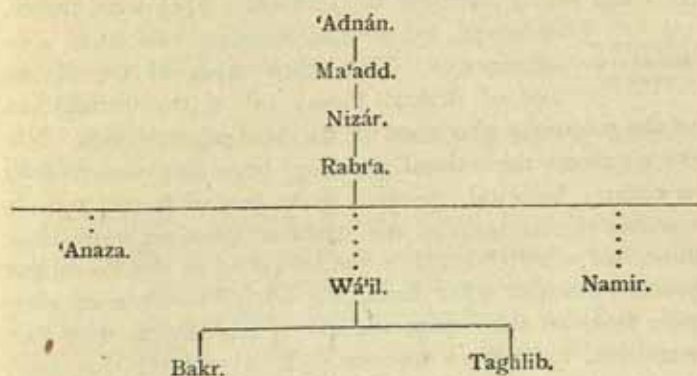 ‘Adnán.
Ma‘add.
Nizár.
Rabí‘a.
‘Anaza.
Wá’il. Namir.
Bakr. Taghlib.